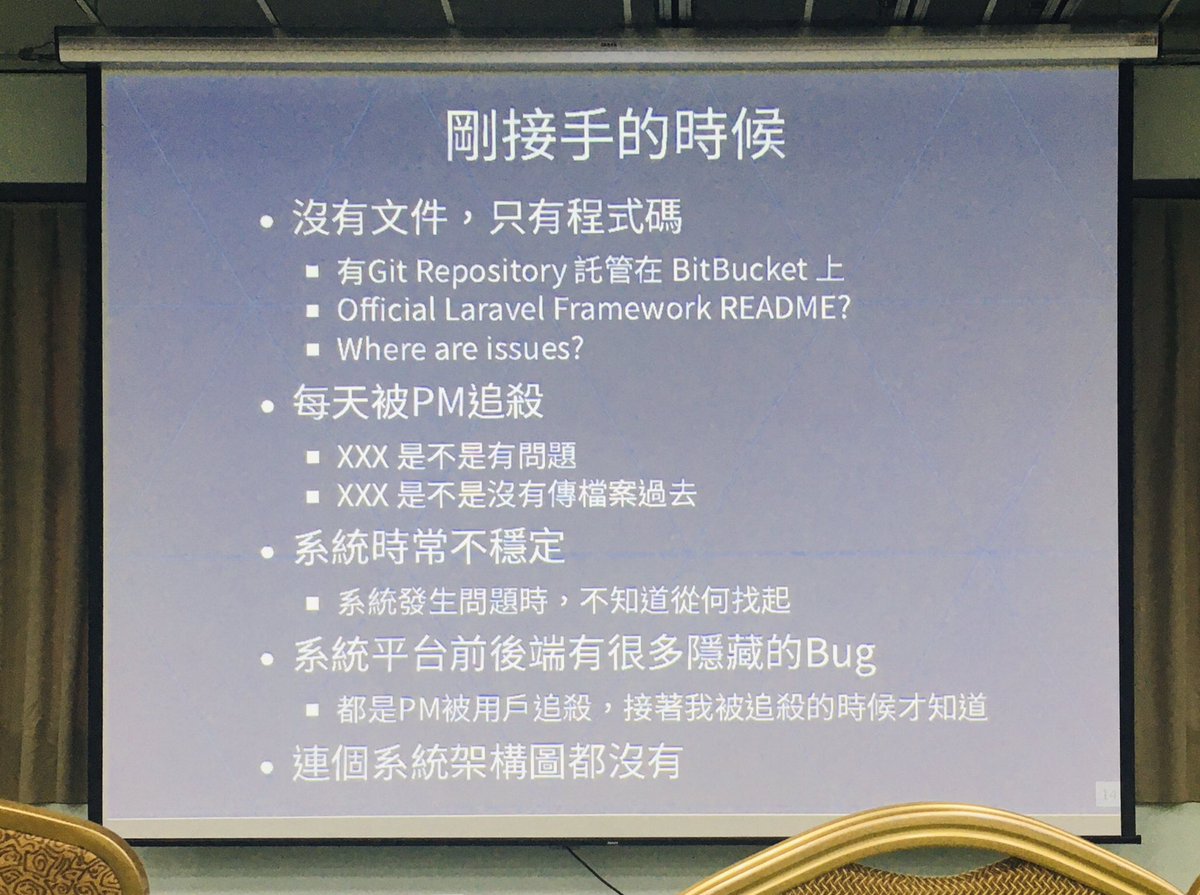 剛接手的時候
沒有文件，只有程式碼
有Git Repository 託管在 BitBucket 上
Official Laravel Framework README?
Where are issues?
每天被PM追殺
XXX 是不是有問題
XXX 是不是沒有傳檔案過去
系統時常不穩定
系統發生問題時，不知道從何找起
系統平台前後端有很多隱藏的Bug
都是PM被用戶追殺，接著我被追殺的時候才知道
連個系統架構圖都沒有
14